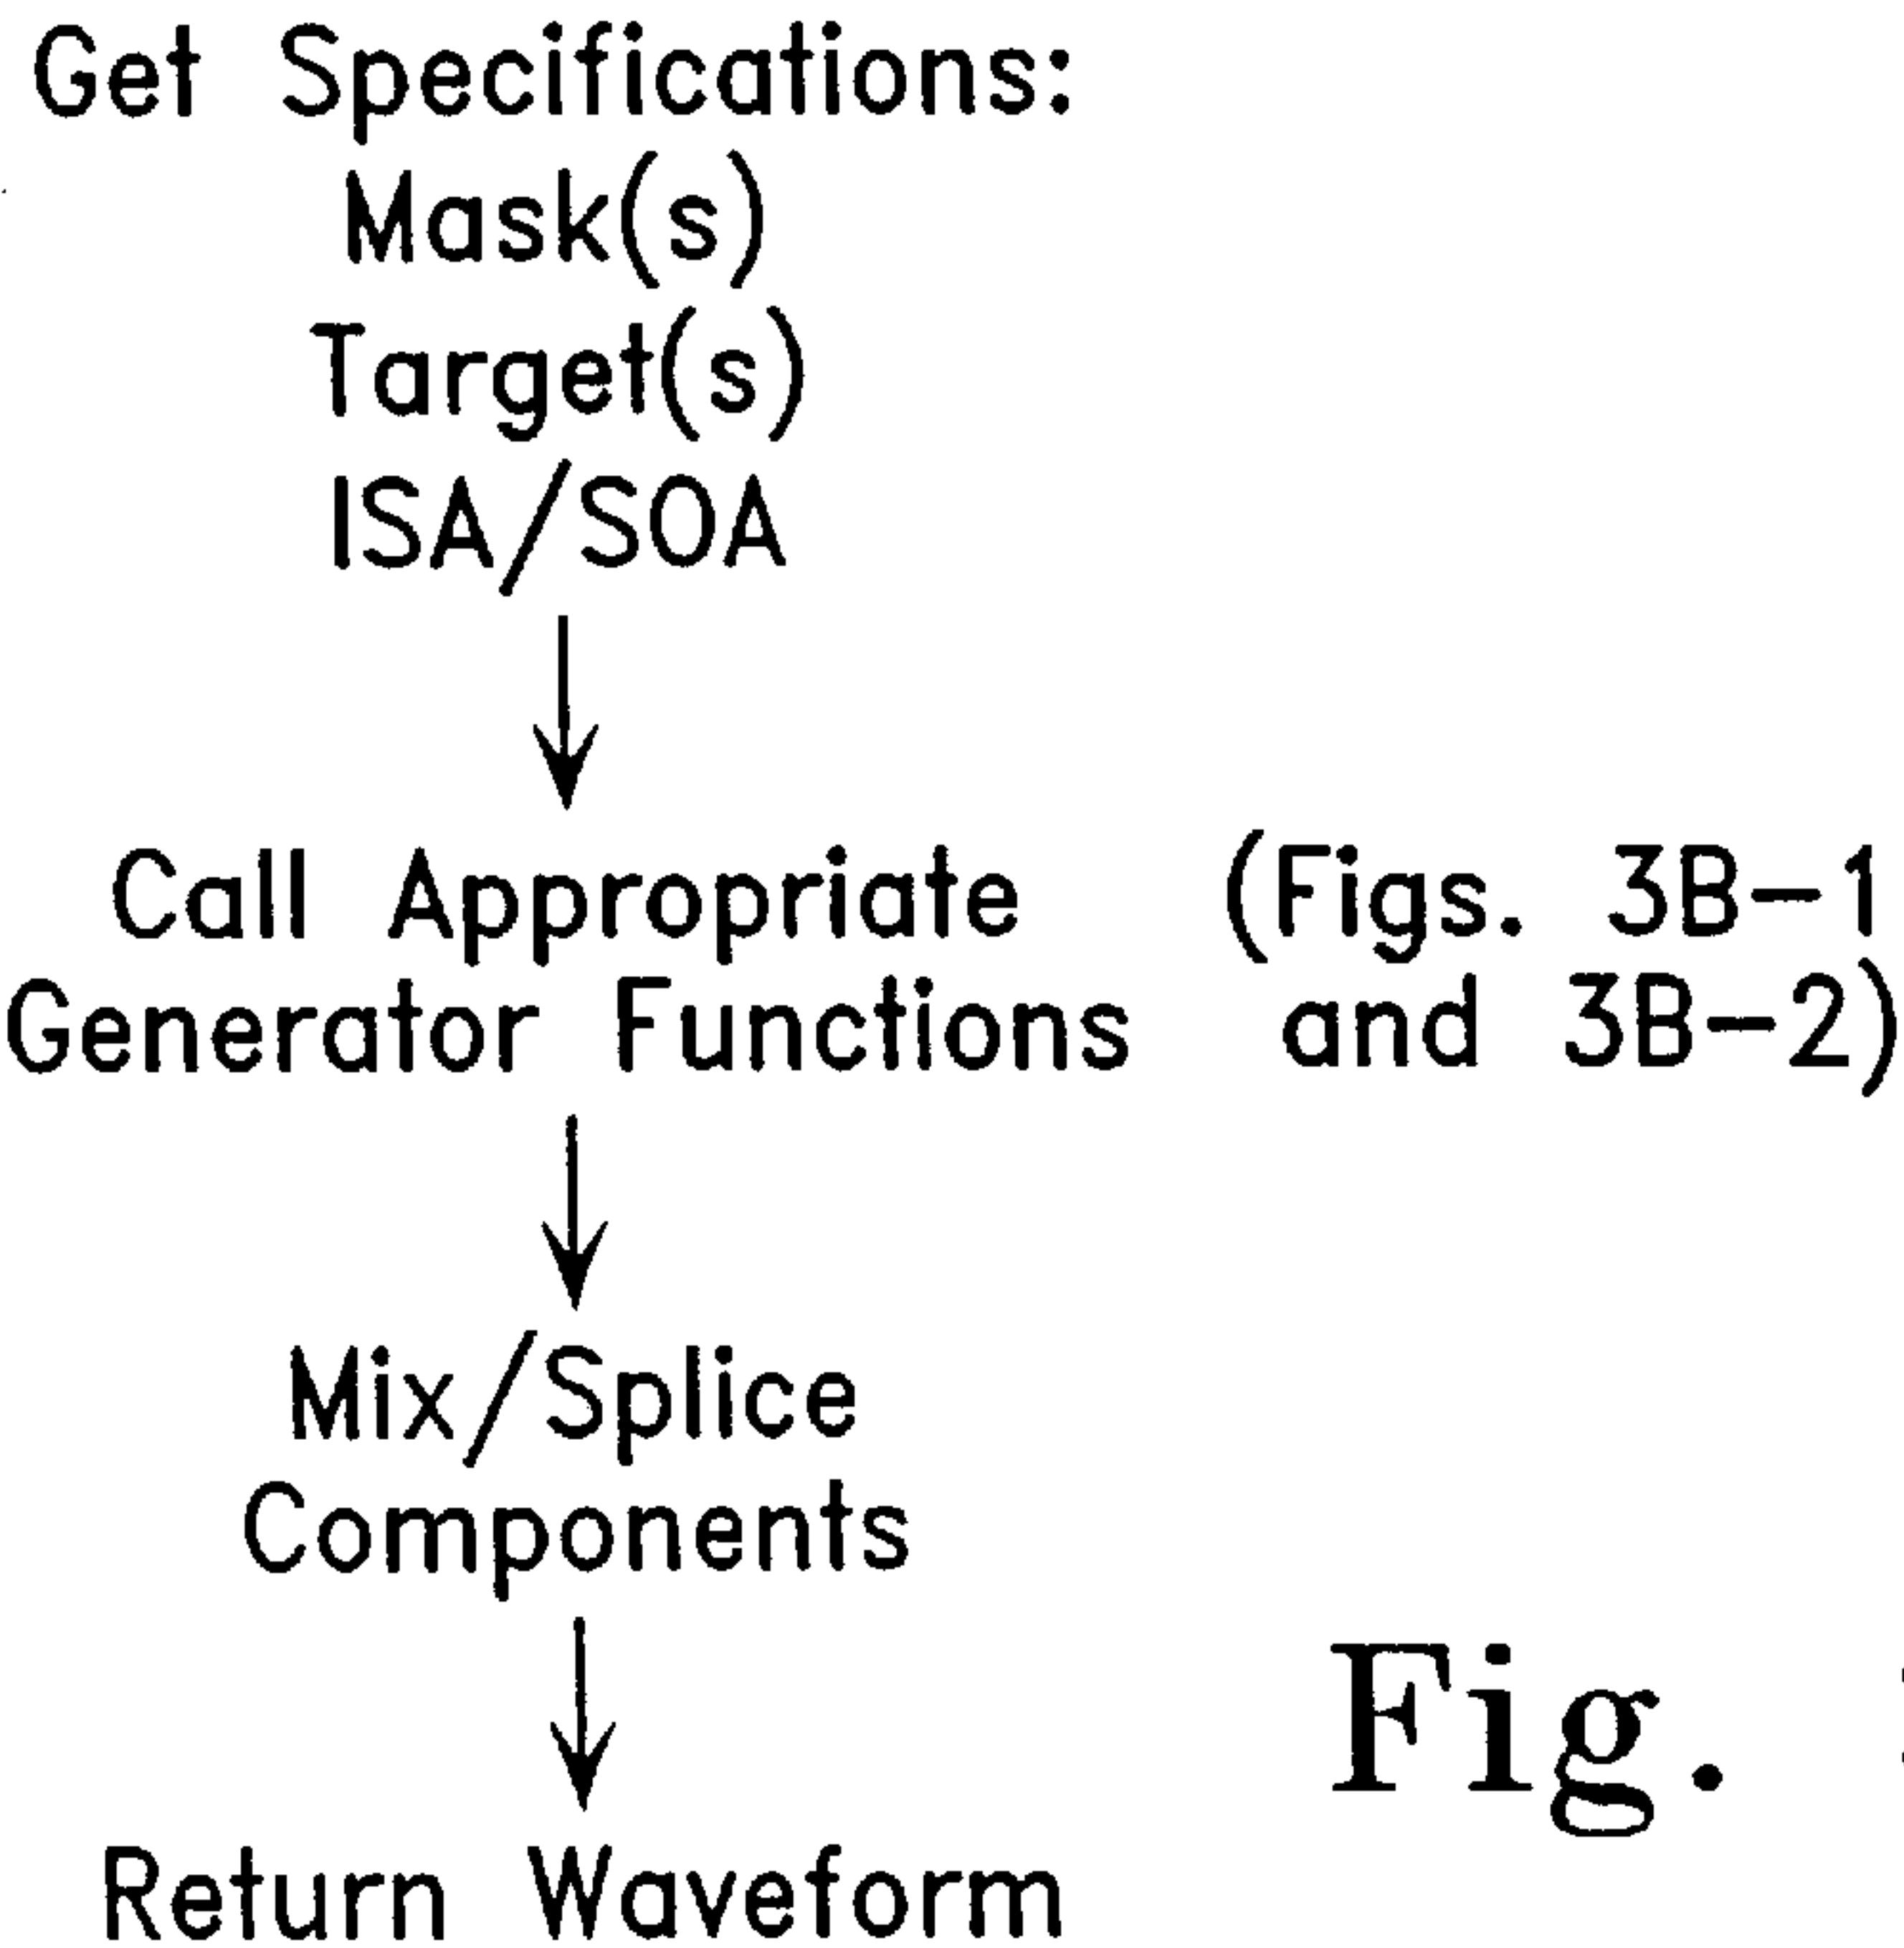 Get Specifications:
Mask(s)
Target(s)
ISA/SOA
Call Appropriate (Figs. 3B-1
Generator Functions and 3B-2)
Mix/Splice
Components
Return Waveform
Fig.